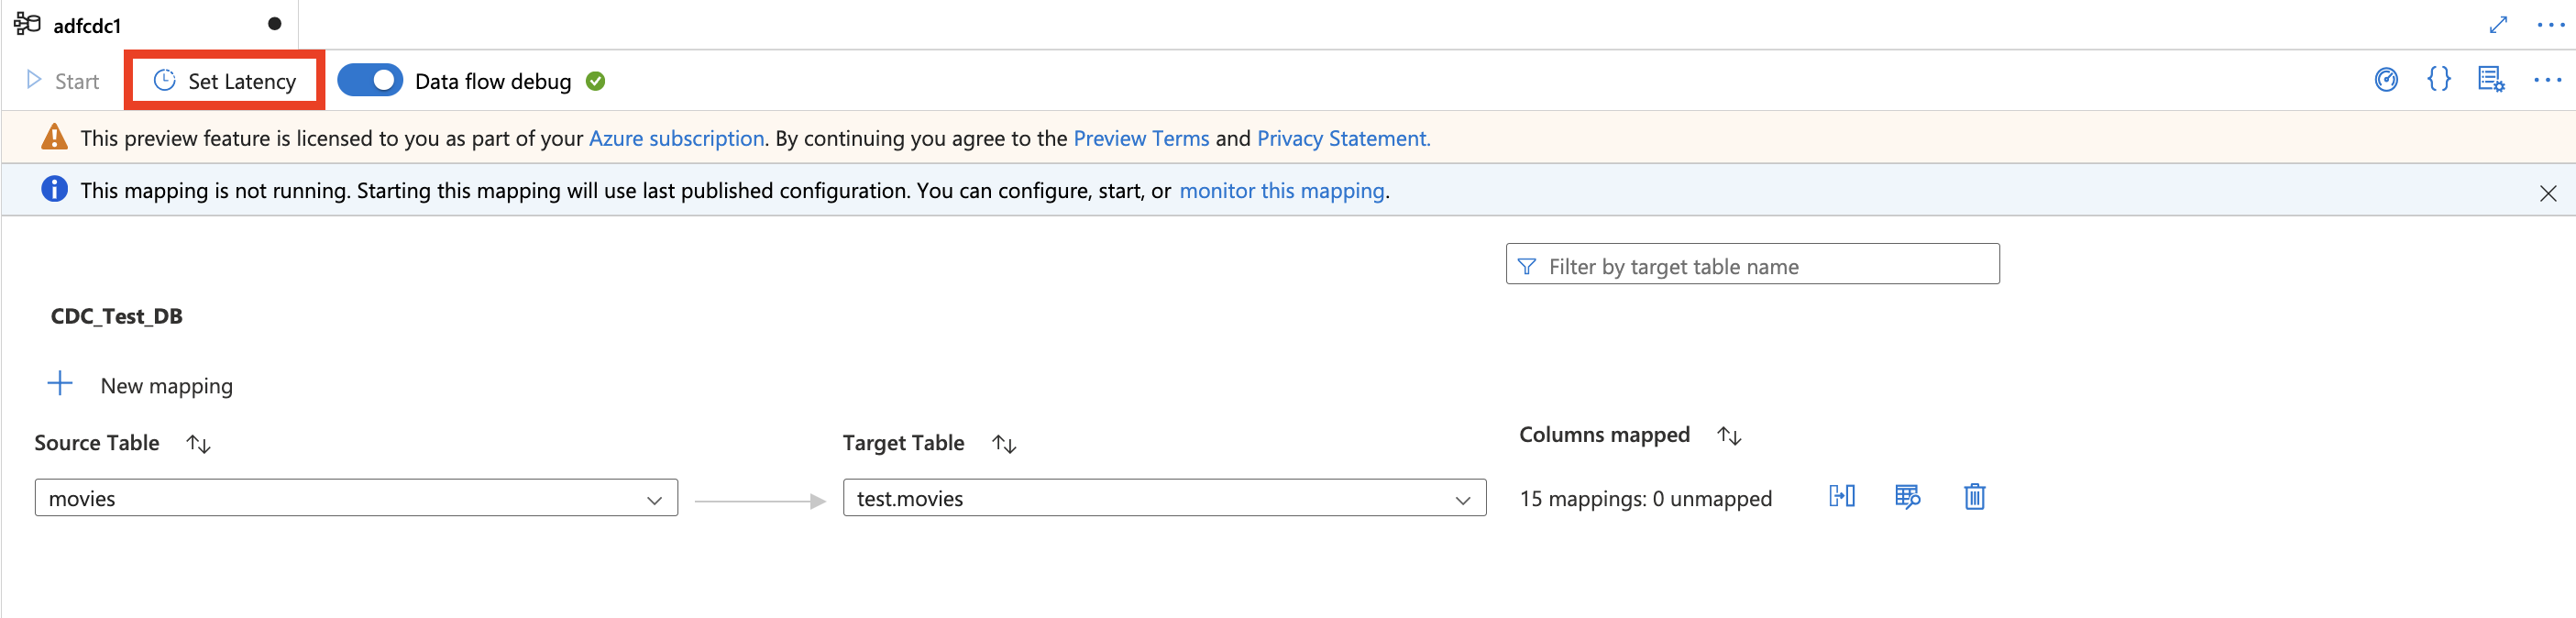 adfcdc1
Start Set Latency Data flow debug
This preview feature is licensed to you as part of your Azure subscription. By continuing you agree to the Preview Terms and Privacy Statement.
This mapping is not running. Starting this mapping will use last published configuration. You can configure, start, or monitor this mapping.
Filter by target table name
CDC_Test_DB
New mapping
Source Table Target Table Columns mapped
movies test.movies 15 mappings: 0 unmapped